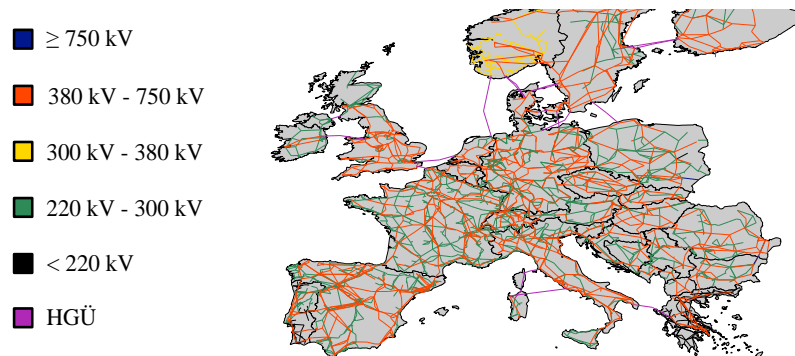 ≥ 750 kV
380 kV - 750 kV
300 kV - 380 kV
220 kV - 300 kV
< 220 kV
HGÜ